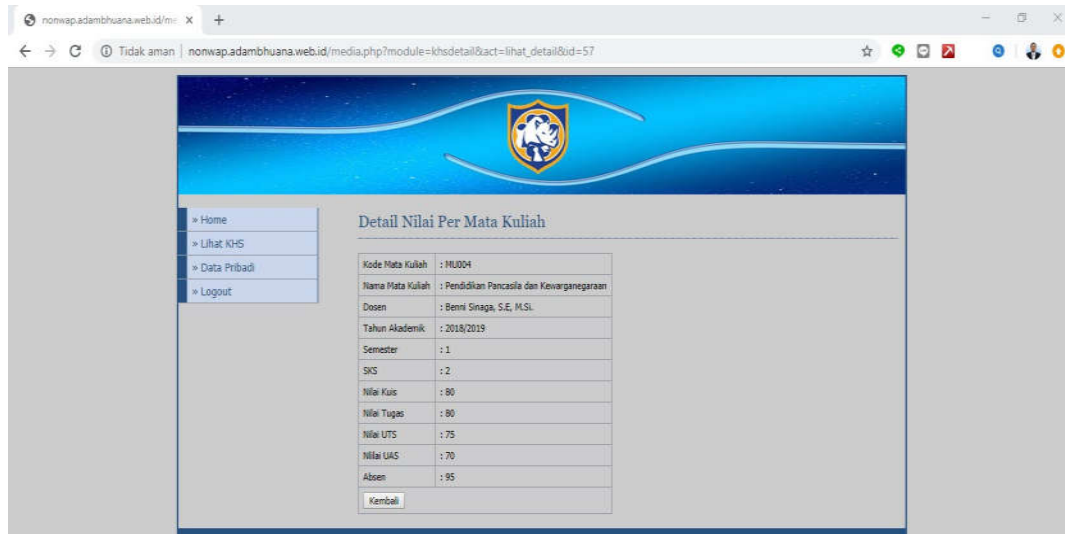 nonwap.adambhuana.web.id/me
Tidak aman | nonwap.adambhuana.web.id/media.php?module=khsdetail&act=lihat_detail&id=57
» Home
» Lihat KHS
» Data Pribadi
» Logout
Detail Nilai Per Mata Kuliah
Kode Mata Kuliah : MU004
Nama Mata Kuliah : Pendidikan Pancasila dan Kewarganegaraan
Dosen : Benni Sinaga, S.E, M.Si.
Tahun Akademik : 2018/2019
Semester : 1
SKS : 2
Nilai Kuis : 80
Nilai Tugas : 80
Nilai UTS : 75
Nilai UAS : 70
Absen : 95
Kembali